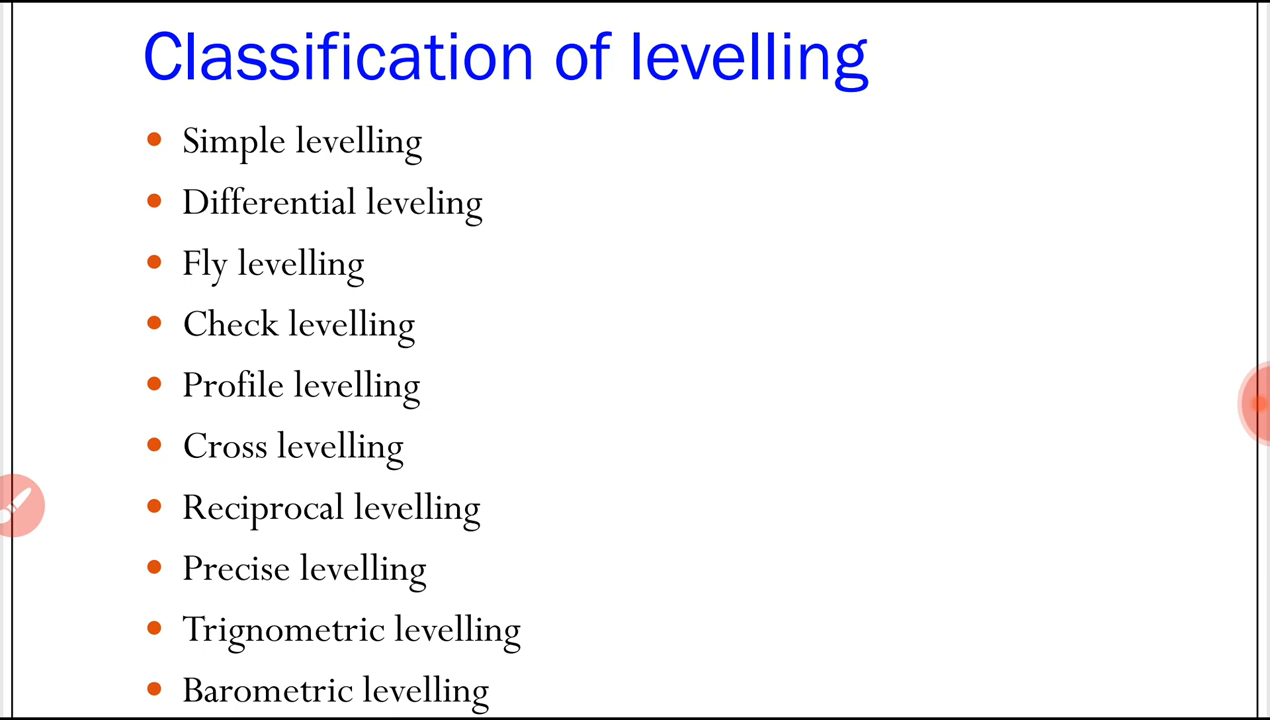 Classification of levelling
• Simple levelling
• Differential leveling
• Fly levelling
• Check levelling
• Profile levelling
• Cross levelling
• Reciprocal levelling
• Precise levelling
• Trignometric levelling
• Barometric levelling